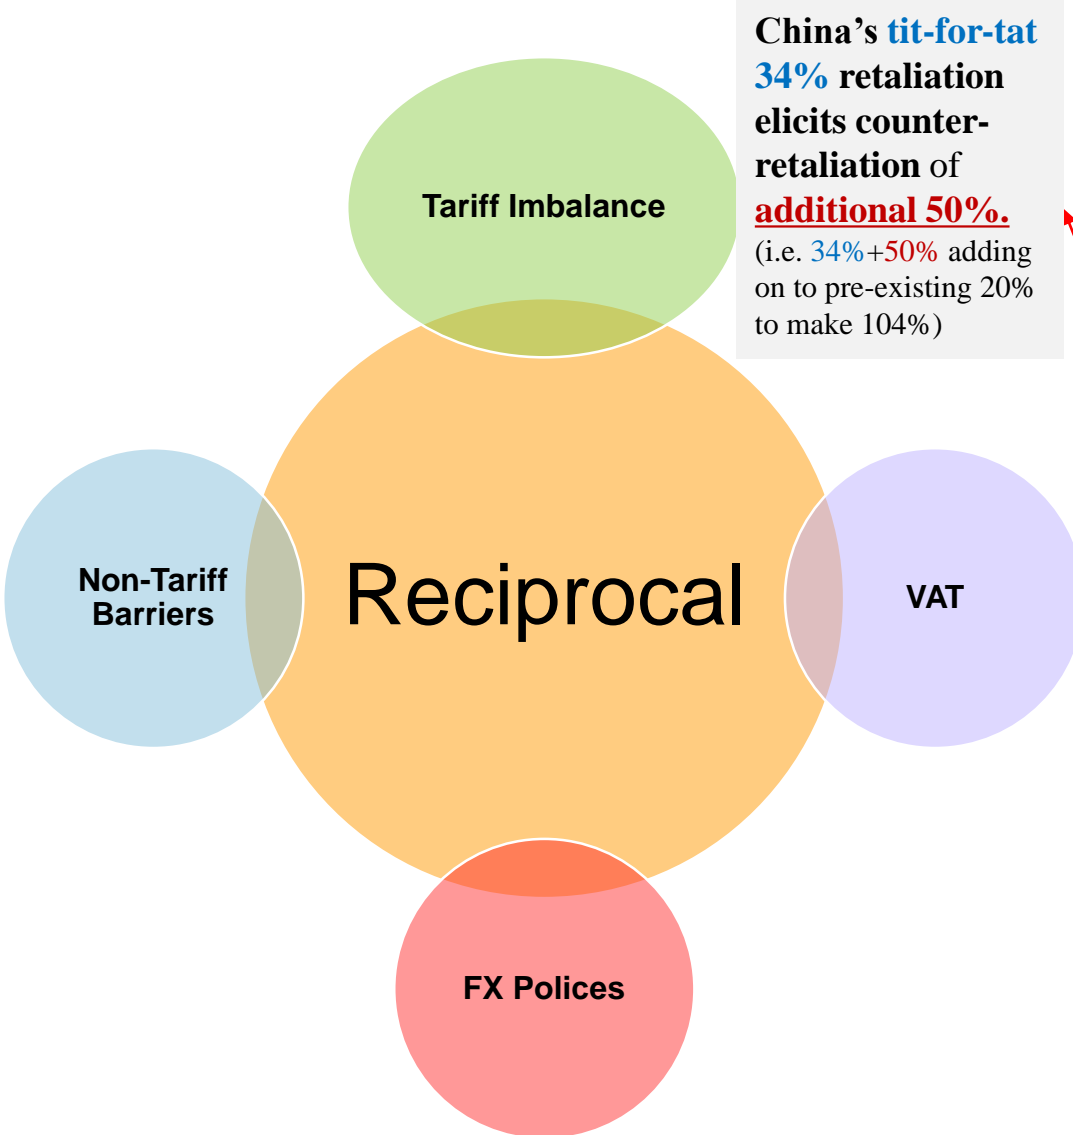 China’s tit-for-tat
34% retaliation
elicits counter-
retaliation of
additional 50%.
(i.e. 34%+50% adding
on to pre-existing 20%
to make 104%)
Tariff Imbalance
Non-Tariff
Barriers
Reciprocal
VAT
FX Polices